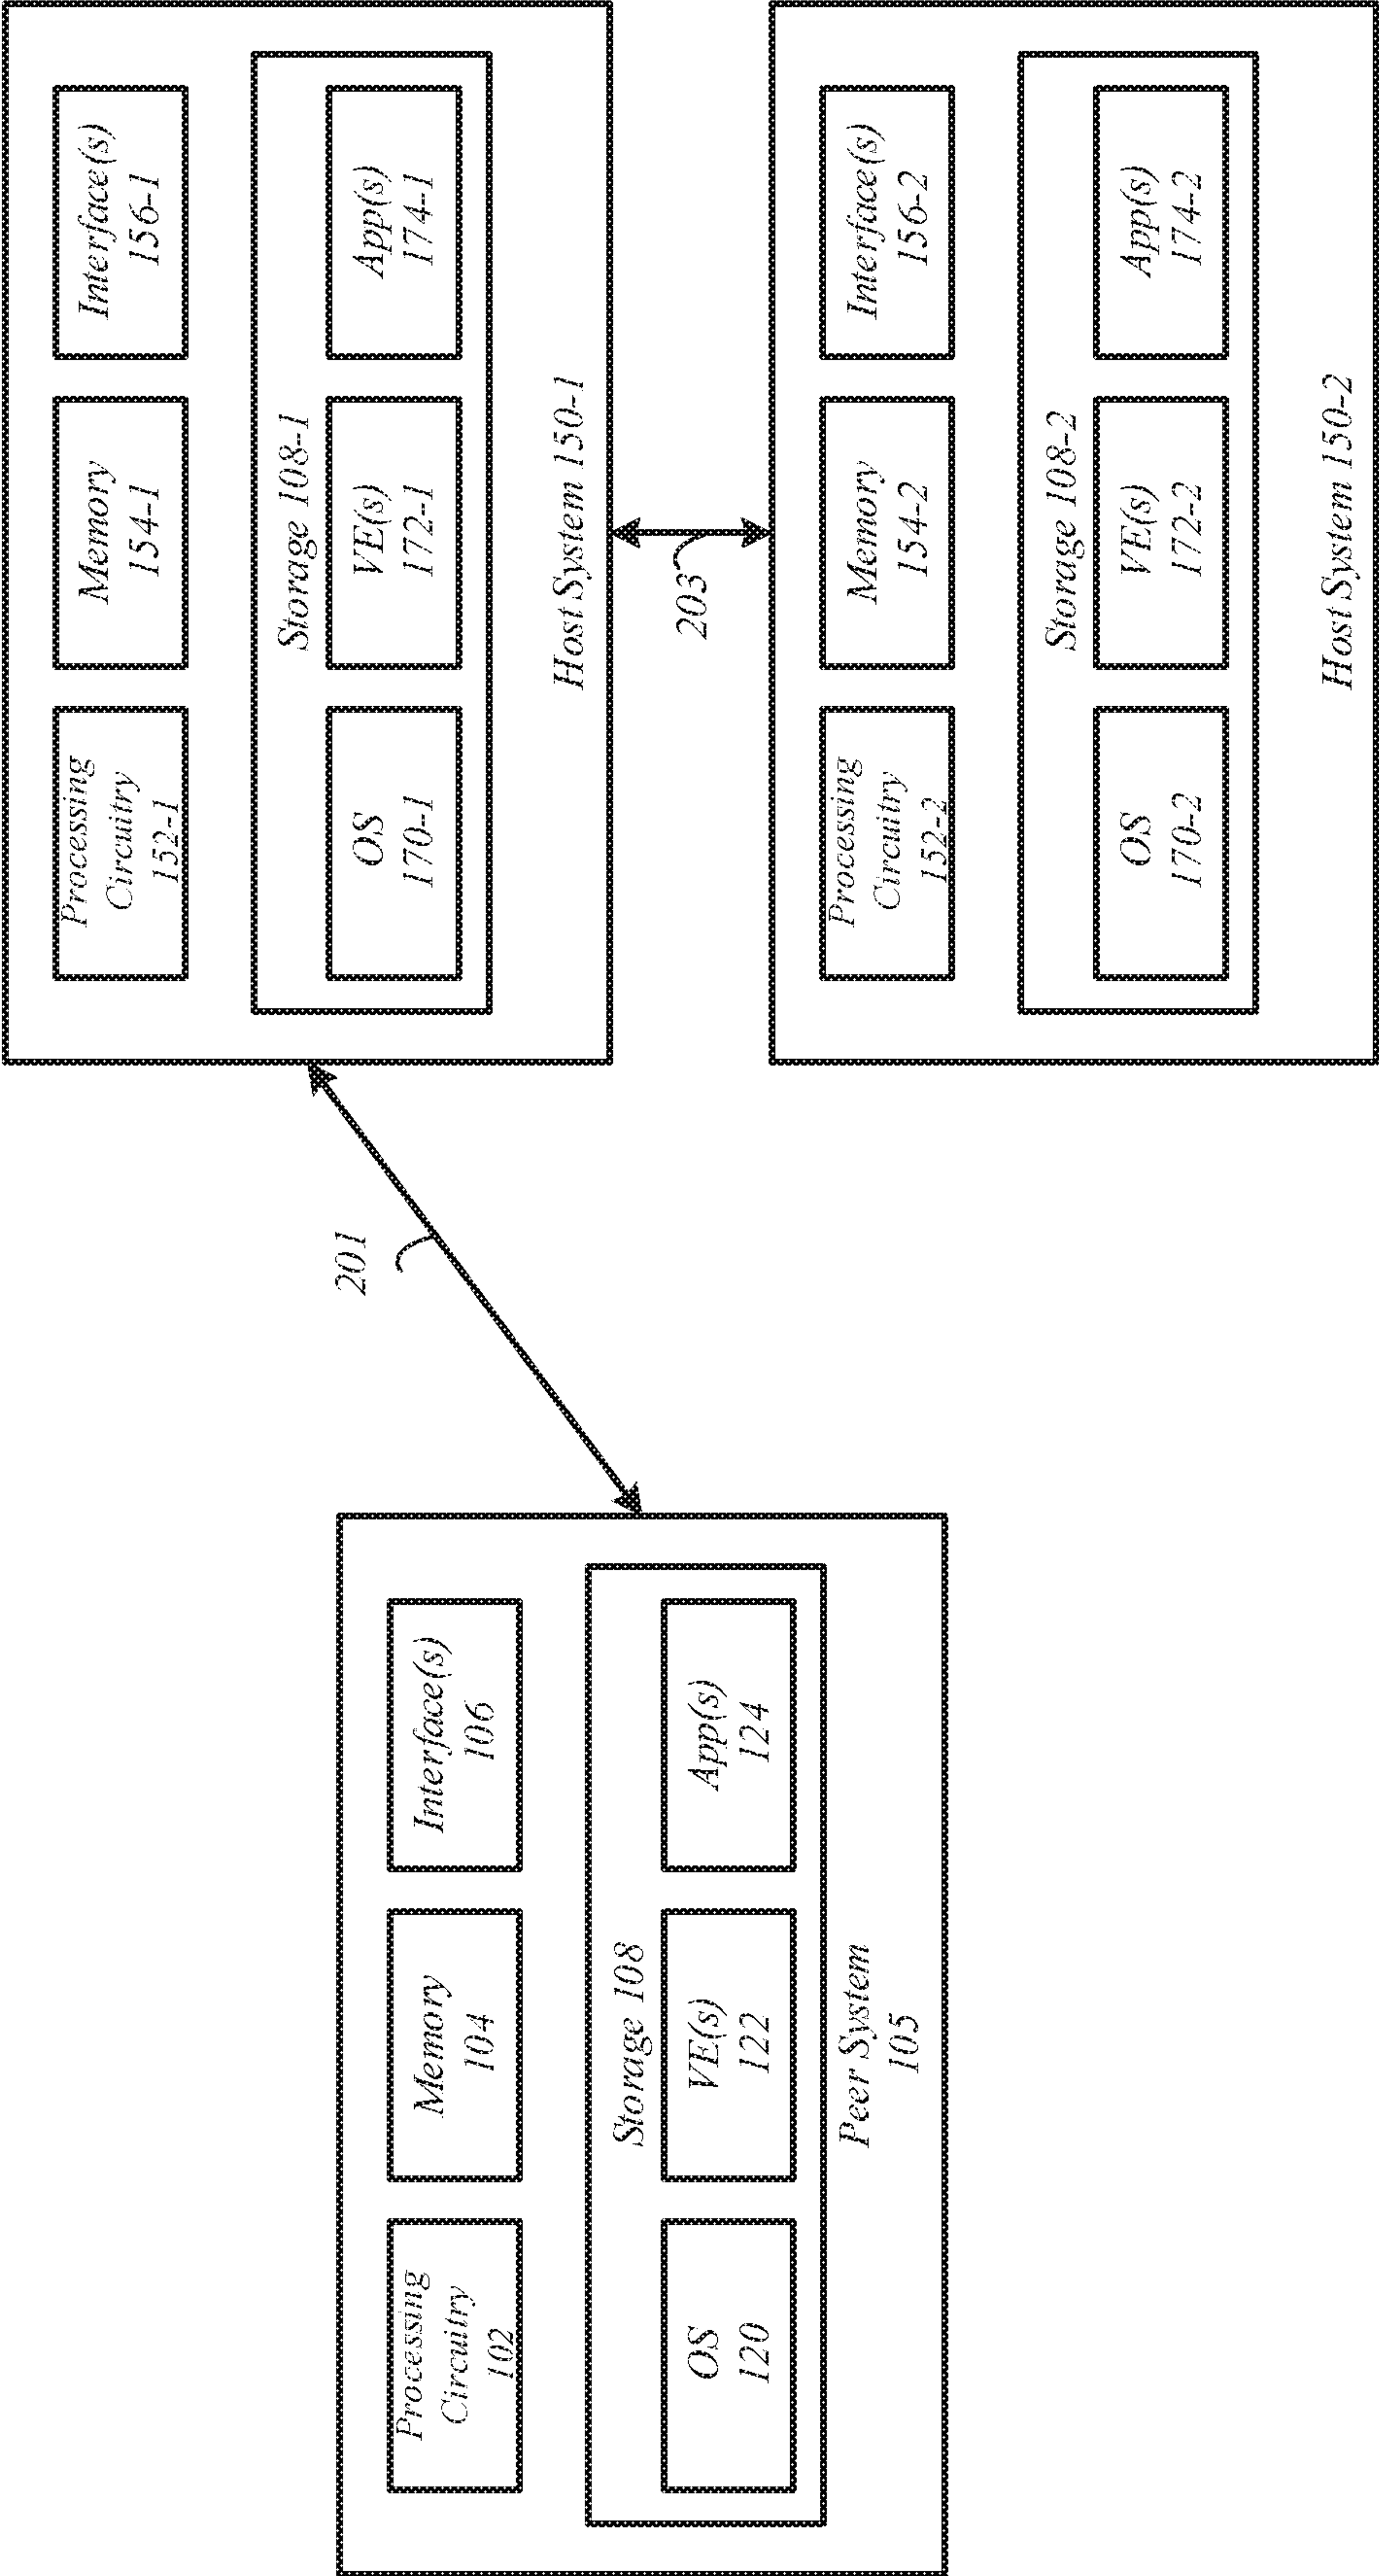 Processing
Circuitry
102
Memory
104
Interface(s)
106
Storage 108
OS
120
VE(s)
122
App(s)
124
Peer System
105
201
Processing
Circuitry
152-1
Memory
154-1
Interface(s)
156-1
Storage 108-1
OS
170-1
VE(s)
172-1
App(s)
174-1
Host System 150-1
203
Processing
Circuitry
152-2
Memory
154-2
Interface(s)
156-2
Storage 108-2
OS
170-2
VE(s)
172-2
App(s)
174-2
Host System 150-2